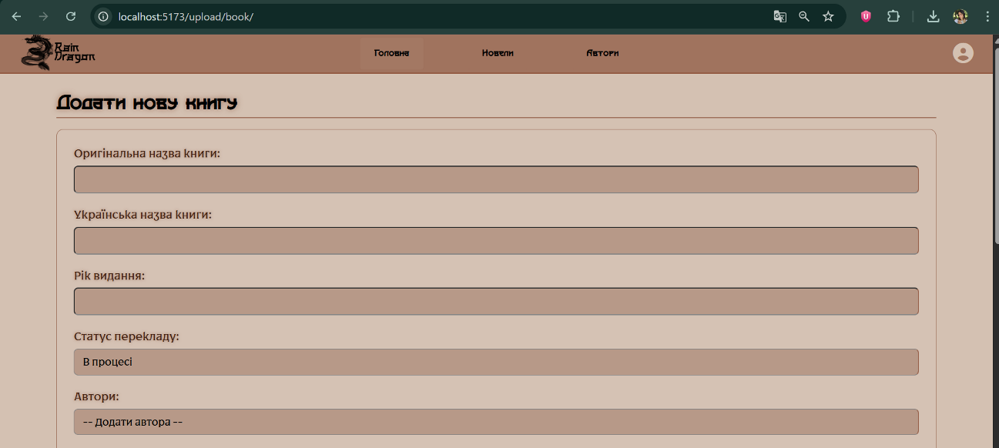 localhost:5173/upload/book/
Rain
Dragon
Головна
Новели
Автори
Додати нову книгу
Оригінальна назва книги:
Українська назва книги:
Рік видання:
Статус перекладу:
В процесі
Автори:
-- Додати автора --